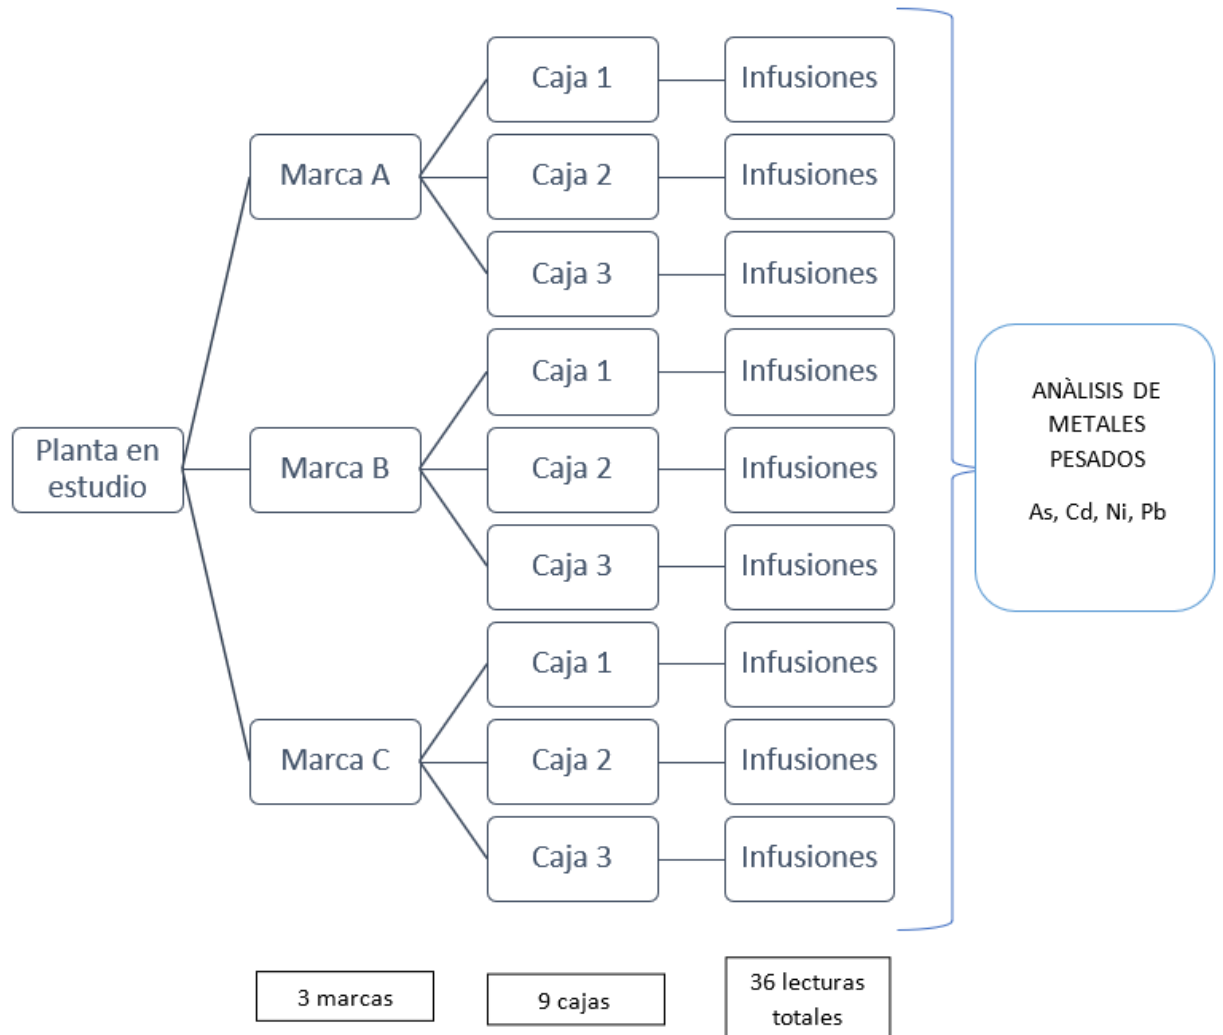 Planta en
estudio
Marca A
Caja 1
Infusiones
Caja 2
Infusiones
Caja 3
Infusiones
Marca B
Caja 1
Infusiones
Caja 2
Infusiones
Caja 3
Infusiones
Marca C
Caja 1
Infusiones
Caja 2
Infusiones
Caja 3
Infusiones
ANÀLISIS DE
METALES
PESADOS
As, Cd, Ni, Pb
3 marcas
9 cajas
36 lecturas
totales